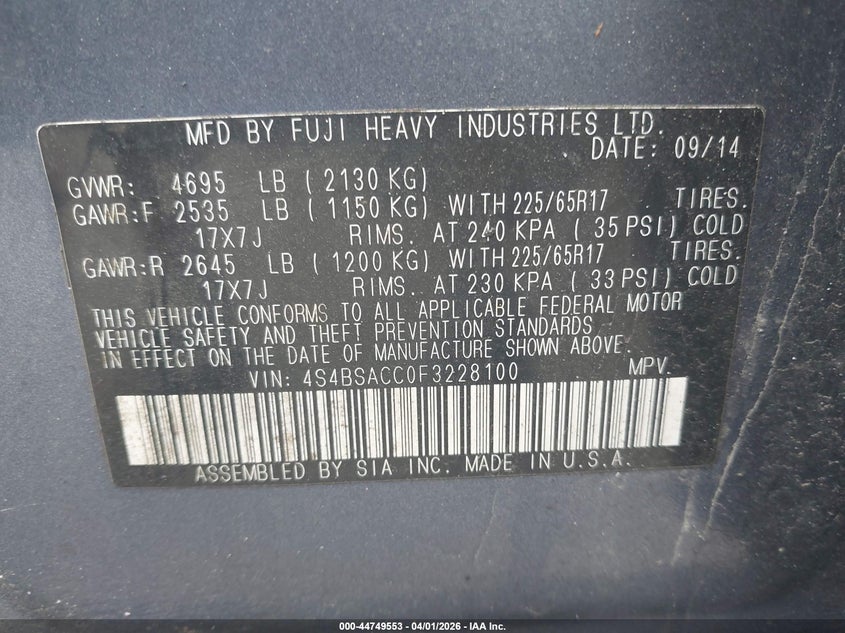 MFD BY FUJI HEAVY INDUSTRIES LTD.
DATE: 09/14
GVWR: 4695 LB ( 2130 KG)
GAWR:F 2535 LB ( 1150 KG) WITH 225/65R17 TIRES.
17X7J RIMS. AT 240 KPA ( 35 PSI) COLD
GAWR:R 2645 LB ( 1200 KG) WITH 225/65R17 TIRES.
17X7J RIMS. AT 230 KPA ( 33 PSI) COLD
THIS VEHICLE CONFORMS TO ALL APPLICABLE FEDERAL MOTOR
VEHICLE SAFETY AND THEFT PREVENTION STANDARDS
IN EFFECT ON THE DATE OF MANUFACTURE SHOWN ABOVE.
VIN: 4S4BSACC0F3228100 MPV.
ASSEMBLED BY SIA INC. MADE IN U.S.A.
000-44749553 - 04/01/2026 - IAA Inc.